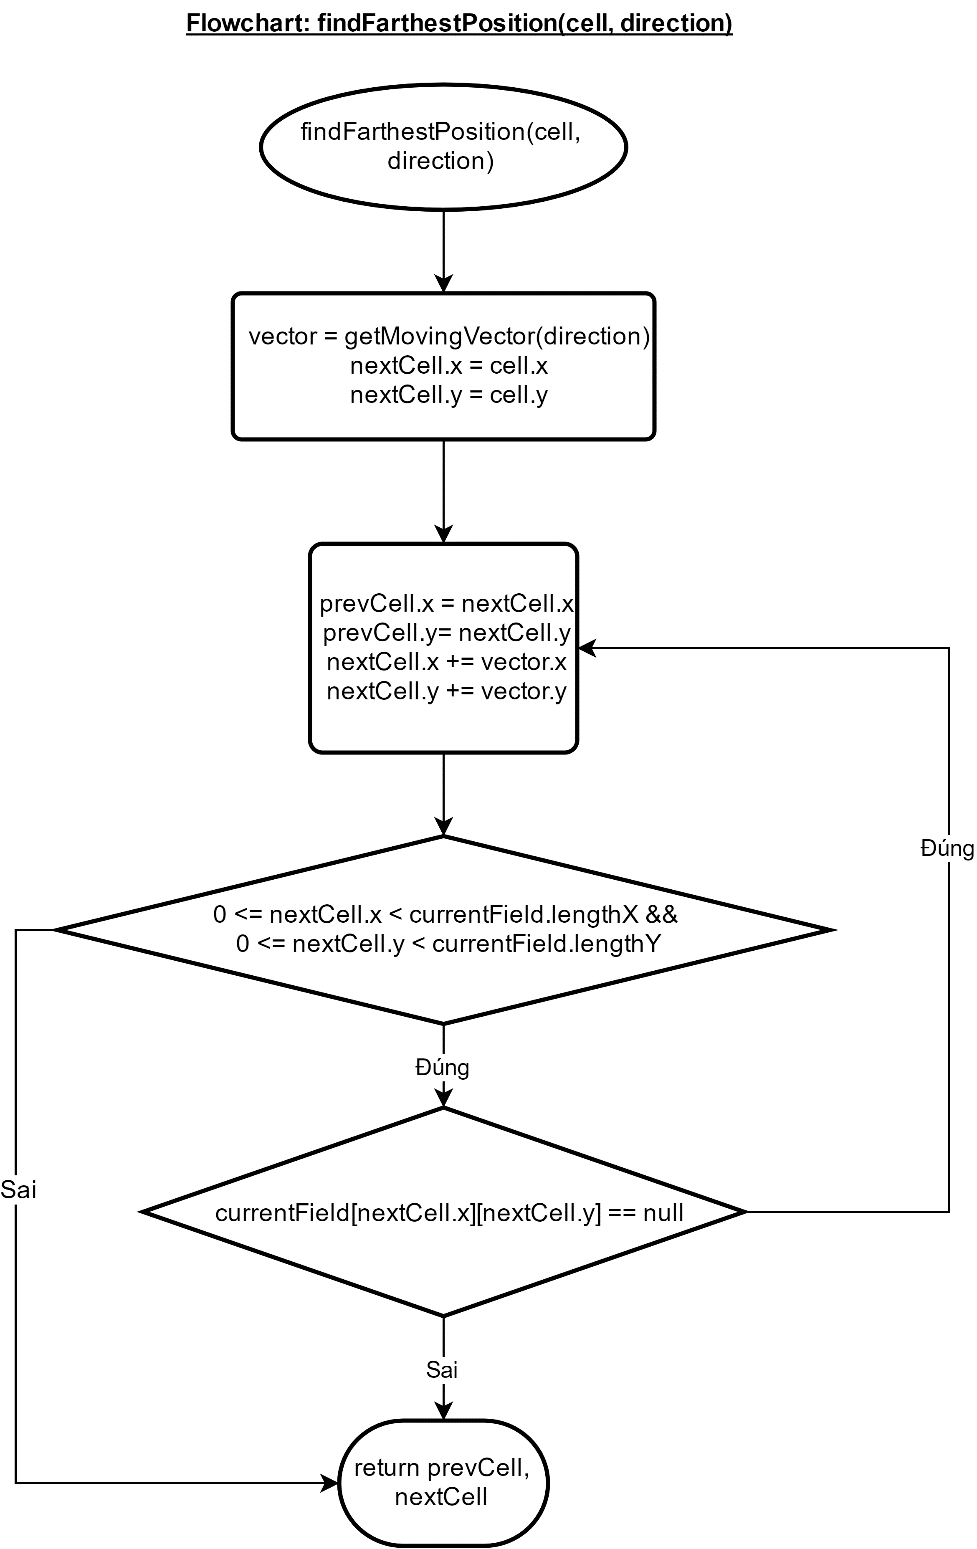 Flowchart: findFarthestPosition(cell, direction)
findFarthestPosition(cell,
direction)
vector = getMovingVector(direction)
nextCell.x = cell.x
nextCell.y = cell.y
prevCell.x = nextCell.x
prevCell.y= nextCell.y
nextCell.x += vector.x
nextCell.y += vector.y
Đúng
0 <= nextCell.x < currentField.lengthX &&
0 <= nextCell.y < currentField.lengthY
Đúng
Sai
currentField[nextCell.x][nextCell.y] == null
Sai
return prevCell,
nextCell